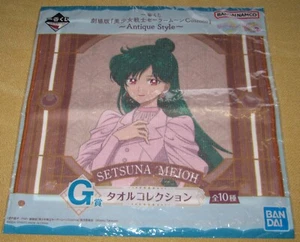 一番くじ
劇場版「美少女戦士セーラームーンCosmos」
—Antique Style—
BANDAI NAMCO
SETSUNA MEIOH
G賞
タオルコレクション
全10種
BAN
DAI